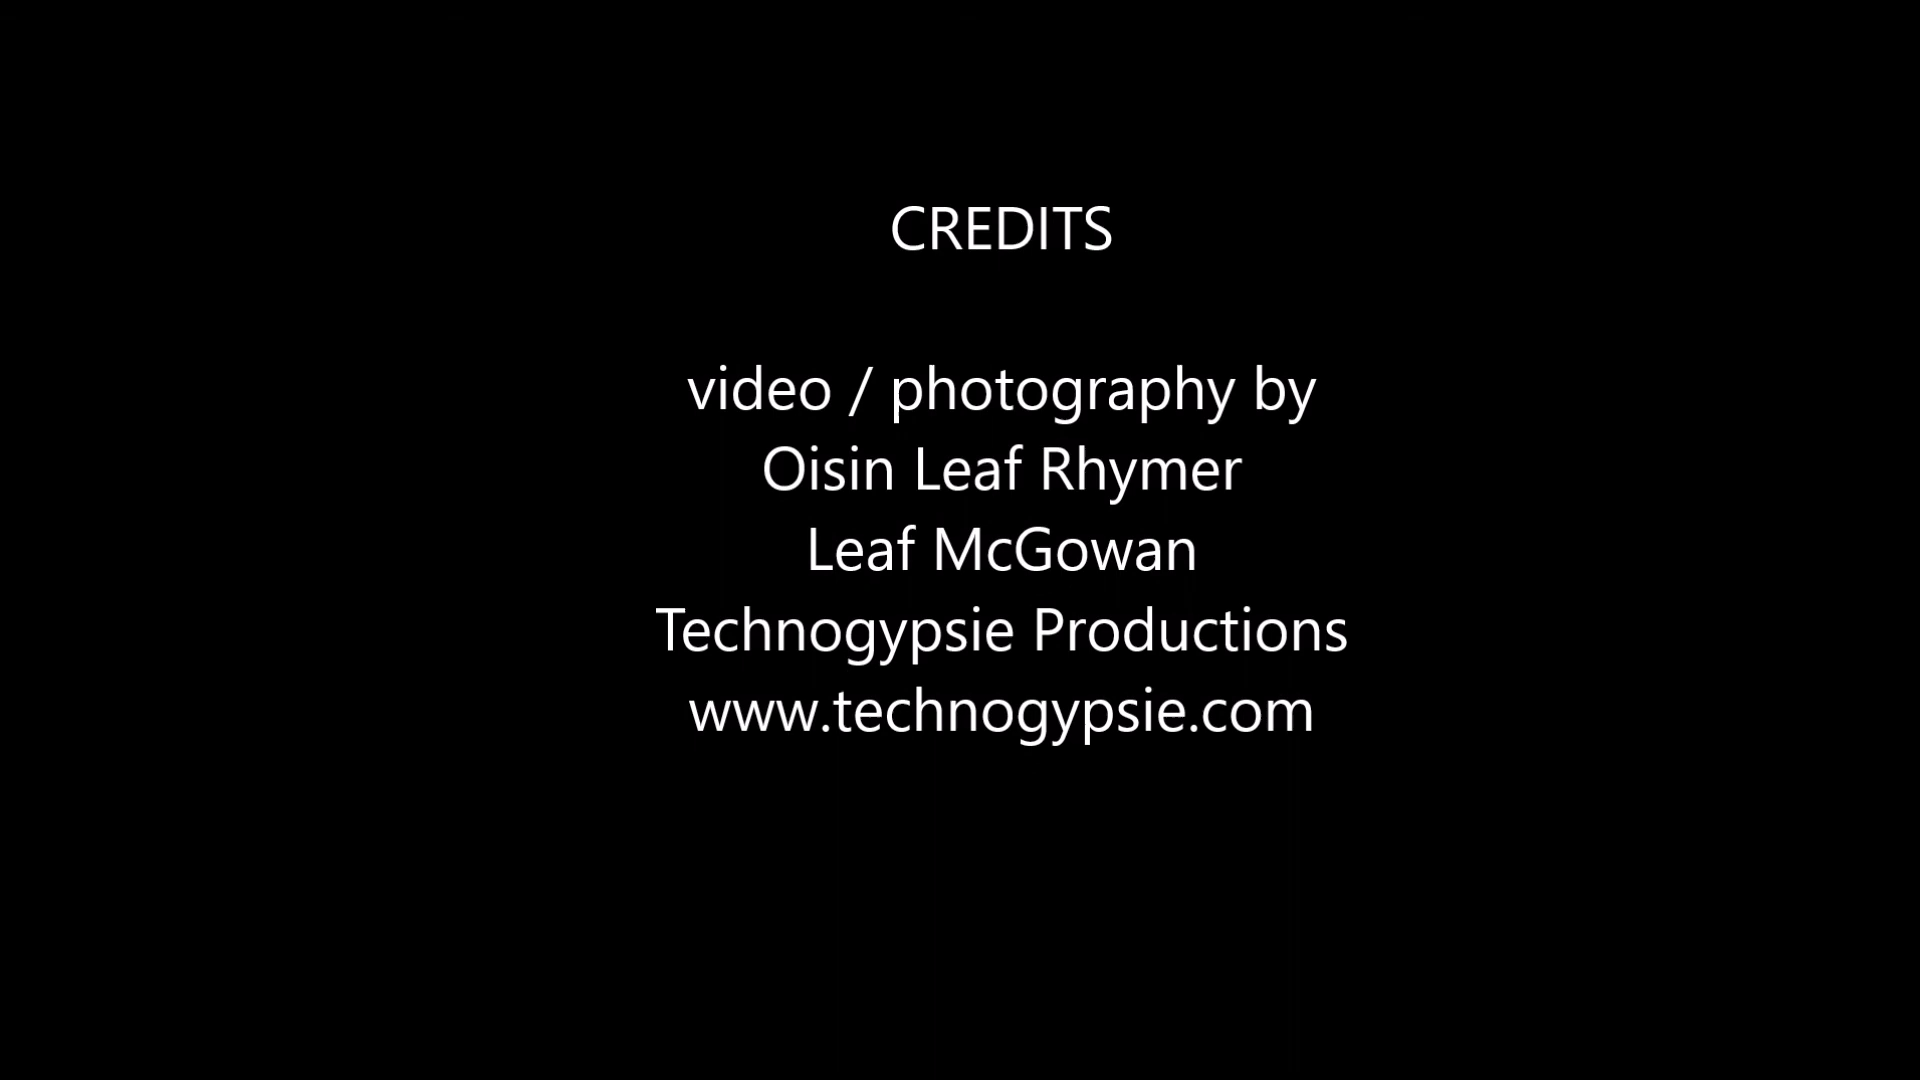 CREDITS
video / photography by
Oisin Leaf Rhymer
Leaf McGowan
Technogypsie Productions
www.technogypsie.com